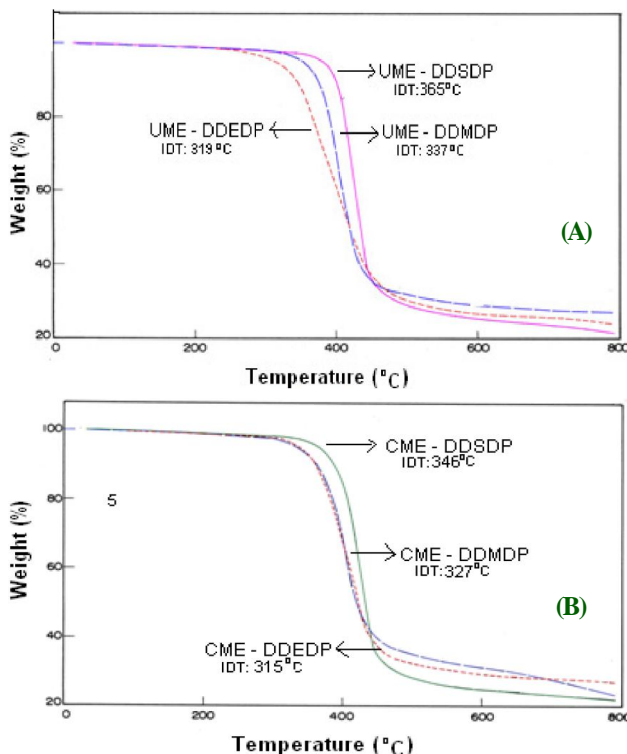 UME - DDSDP
IDT:365°C
80
UME - DDEDP
IDT: 319°C
UME - DDMDP
IDT: 337°C
60
Weight (%)
(A)
40
20
0
200
400
600
800
Temperature (°C)
100
CME - DDSDP
IDT:346°C
80
5
CME - DDMDP
IDT:327°C
60
Weight (%)
(B)
40
CME - DDEDP
IDT: 315°C
20
0
200
400
600
800
Temperature (°C)